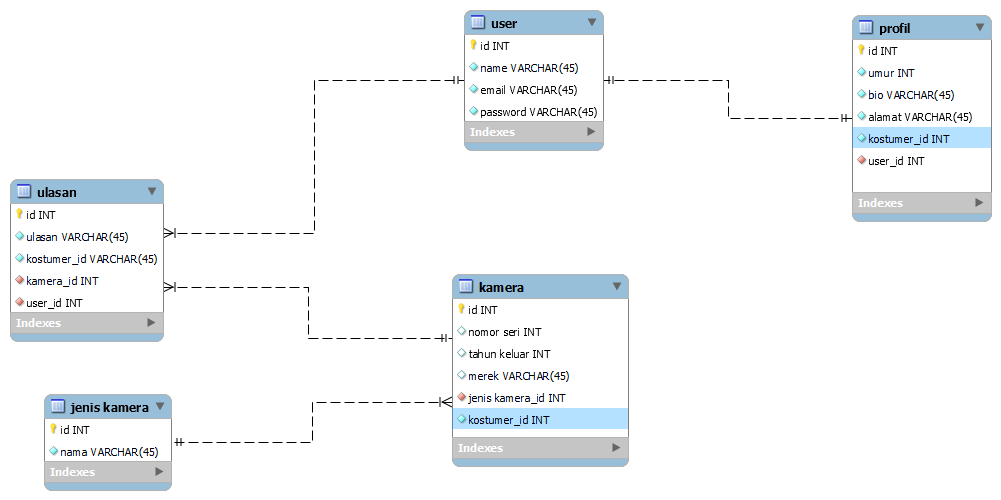 user
id INT
name VARCHAR(45)
email VARCHAR(45)
password VARCHAR(45)
Indexes
profil
id INT
umur INT
bio VARCHAR(45)
alamat VARCHAR(45)
kostumer_id INT
user_id INT
Indexes
ulasan
id INT
ulasan VARCHAR(45)
kostumer_id VARCHAR(45)
kamera_id INT
user_id INT
Indexes
kamera
id INT
nomor seri INT
tahun keluar INT
merek VARCHAR(45)
jenis kamera_id INT
kostumer_id INT
Indexes
jenis kamera
id INT
nama VARCHAR(45)
Indexes